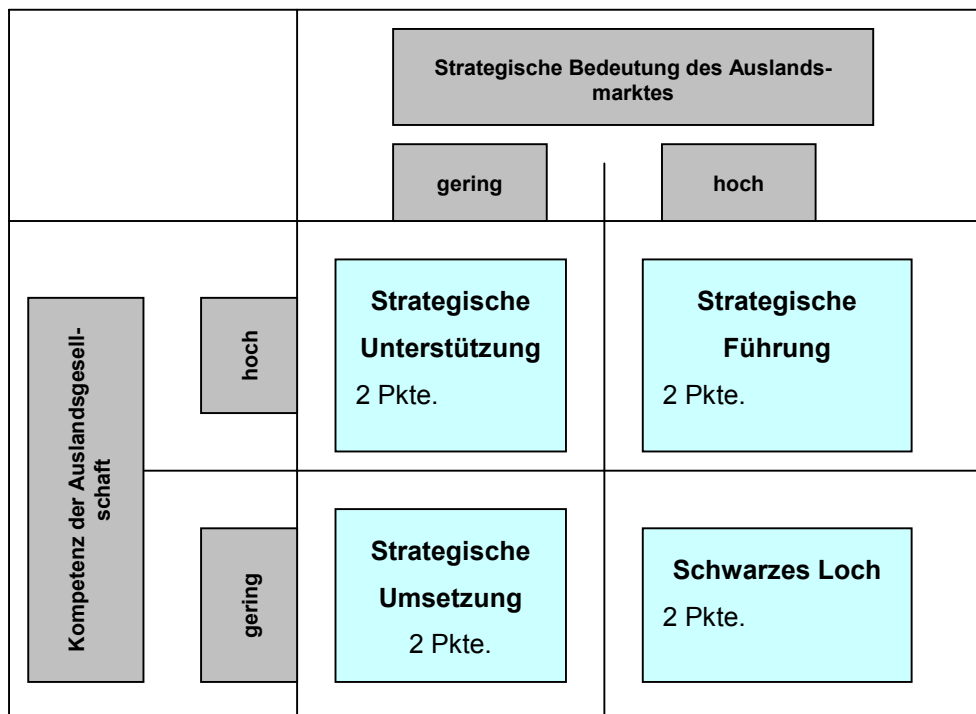 Strategische Bedeutung des Auslands-
marktes
gering
hoch
Kompetenz der Auslandsgesell-
schaft
hoch
Strategische
Unterstützung
2 Pkte.
Strategische
Führung
2 Pkte.
gering
Strategische
Umsetzung
2 Pkte.
Schwarzes Loch
2 Pkte.